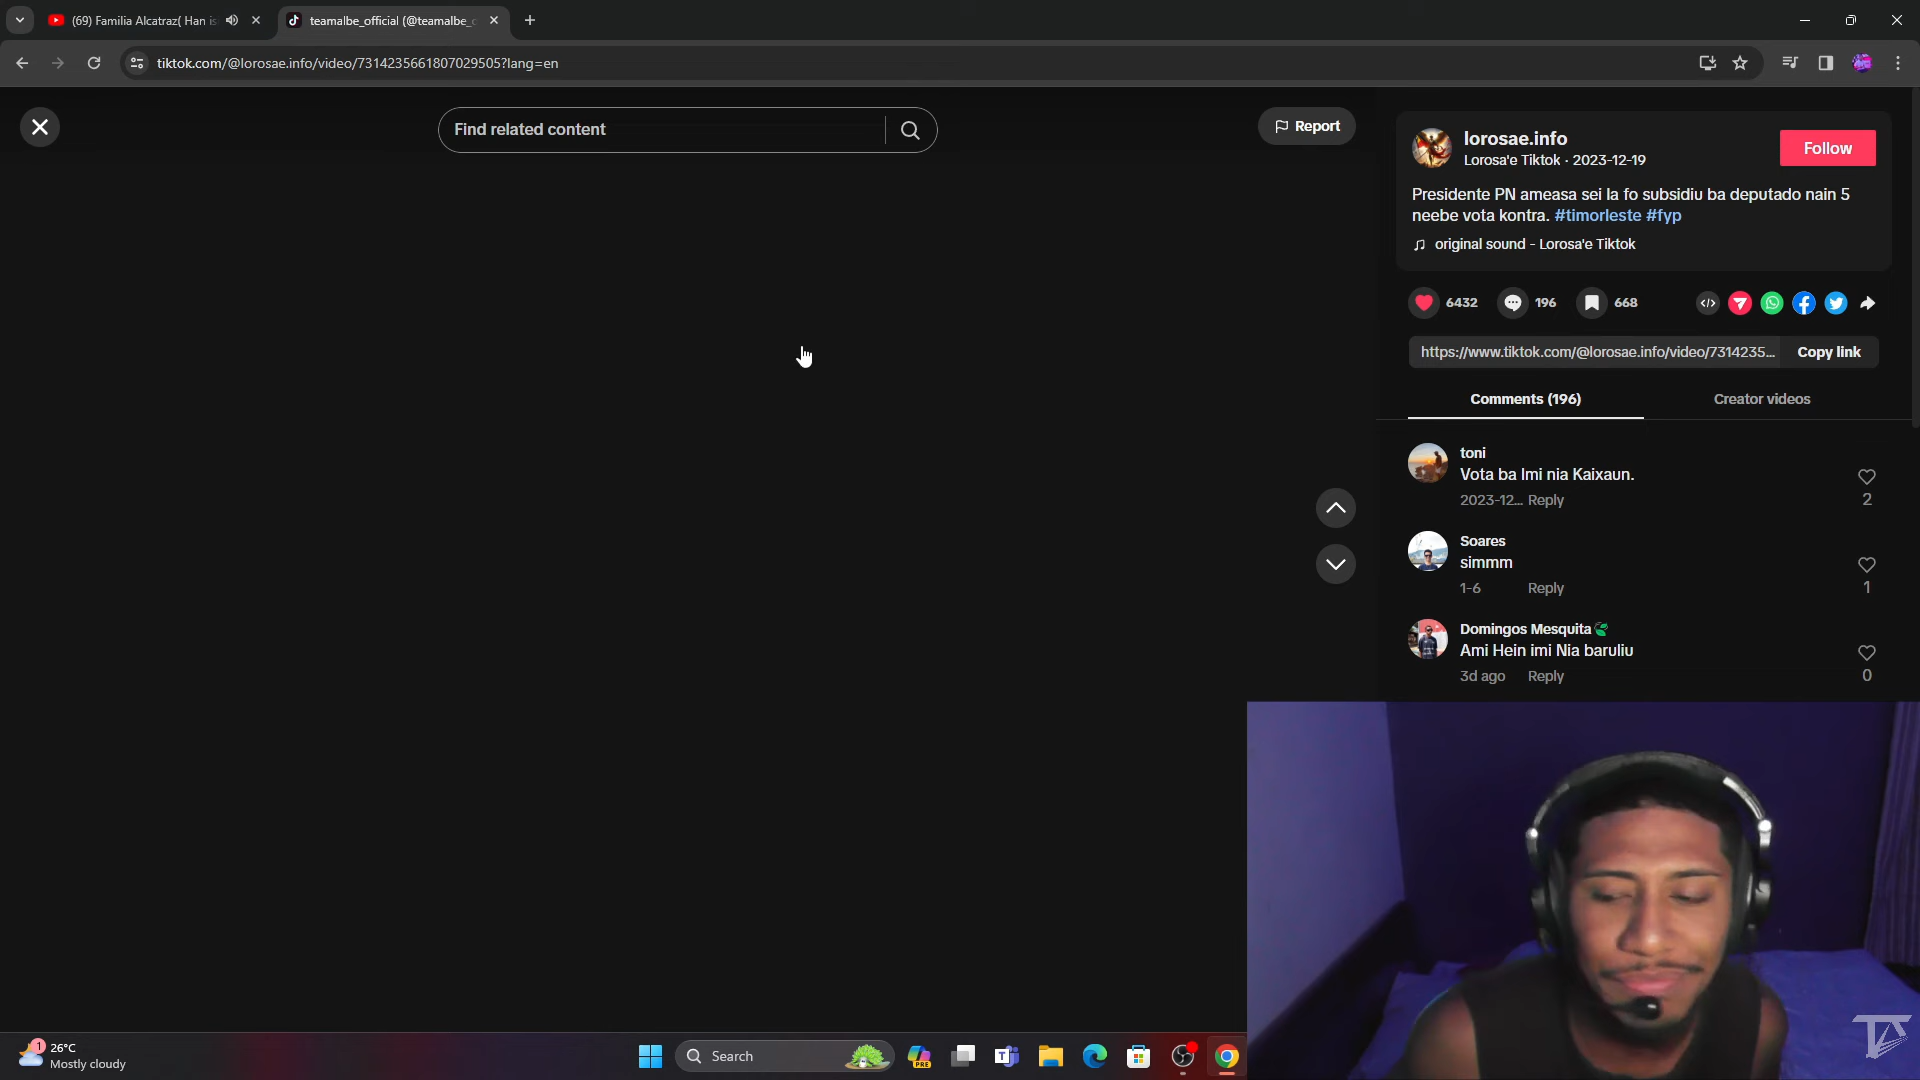 (69) Familia Alcatraz( Han is
teamalbe_official (@teamalbe_c
tiktok.com/@lorosae.info/video/7314235661807029505?lang=en
Find related content
Report
lorosae.info
Lorosa'e Tiktok · 2023-12-19
Follow
Presidente PN ameasa sei la fo subsidiu ba deputado nain 5
neebe vota kontra. #timorleste #fyp
original sound - Lorosa'e Tiktok
6432
196
668
https://www.tiktok.com/@lorosae.info/video/7314235...
Copy link
Comments (196)
Creator videos
toni
Vota ba Imi nia Kaixaun.
2023-12... Reply
2
Soares
simmm
1-6 Reply
1
Domingos Mesquita
Ami Hein imi Nia baruliu
3d ago Reply
0
1
26°C
Mostly cloudy
Search
PRE